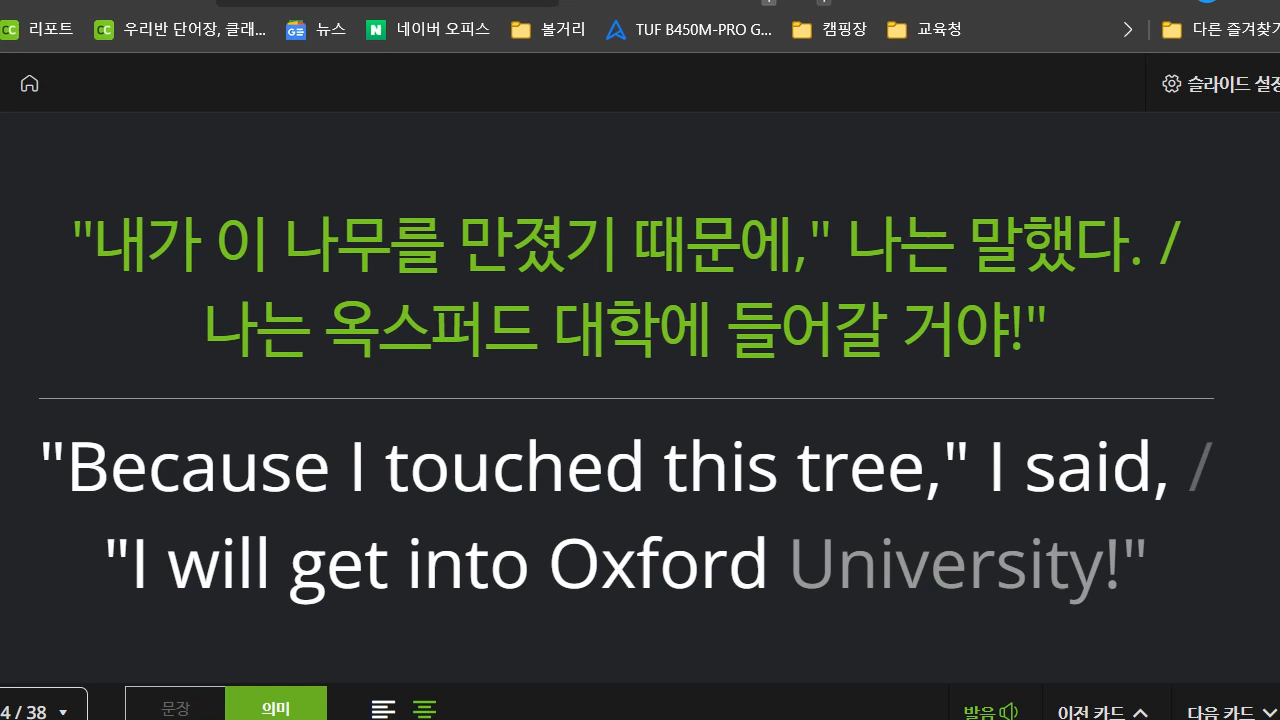 리포트 우리반 단어장, 클래... 뉴스 네이버 오피스 볼거리 TUF B450M-PRO G... 캠핑장 교육청 다른 즐겨찾기
슬라이드 설정
"내가 이 나무를 만졌기 때문에," 나는 말했다. /
나는 옥스퍼드 대학에 들어갈 거야!"
"Because I touched this tree," I said, /
"I will get into Oxford University!"
4 / 38 문장 의미 발음 이전 카드 다음 카드